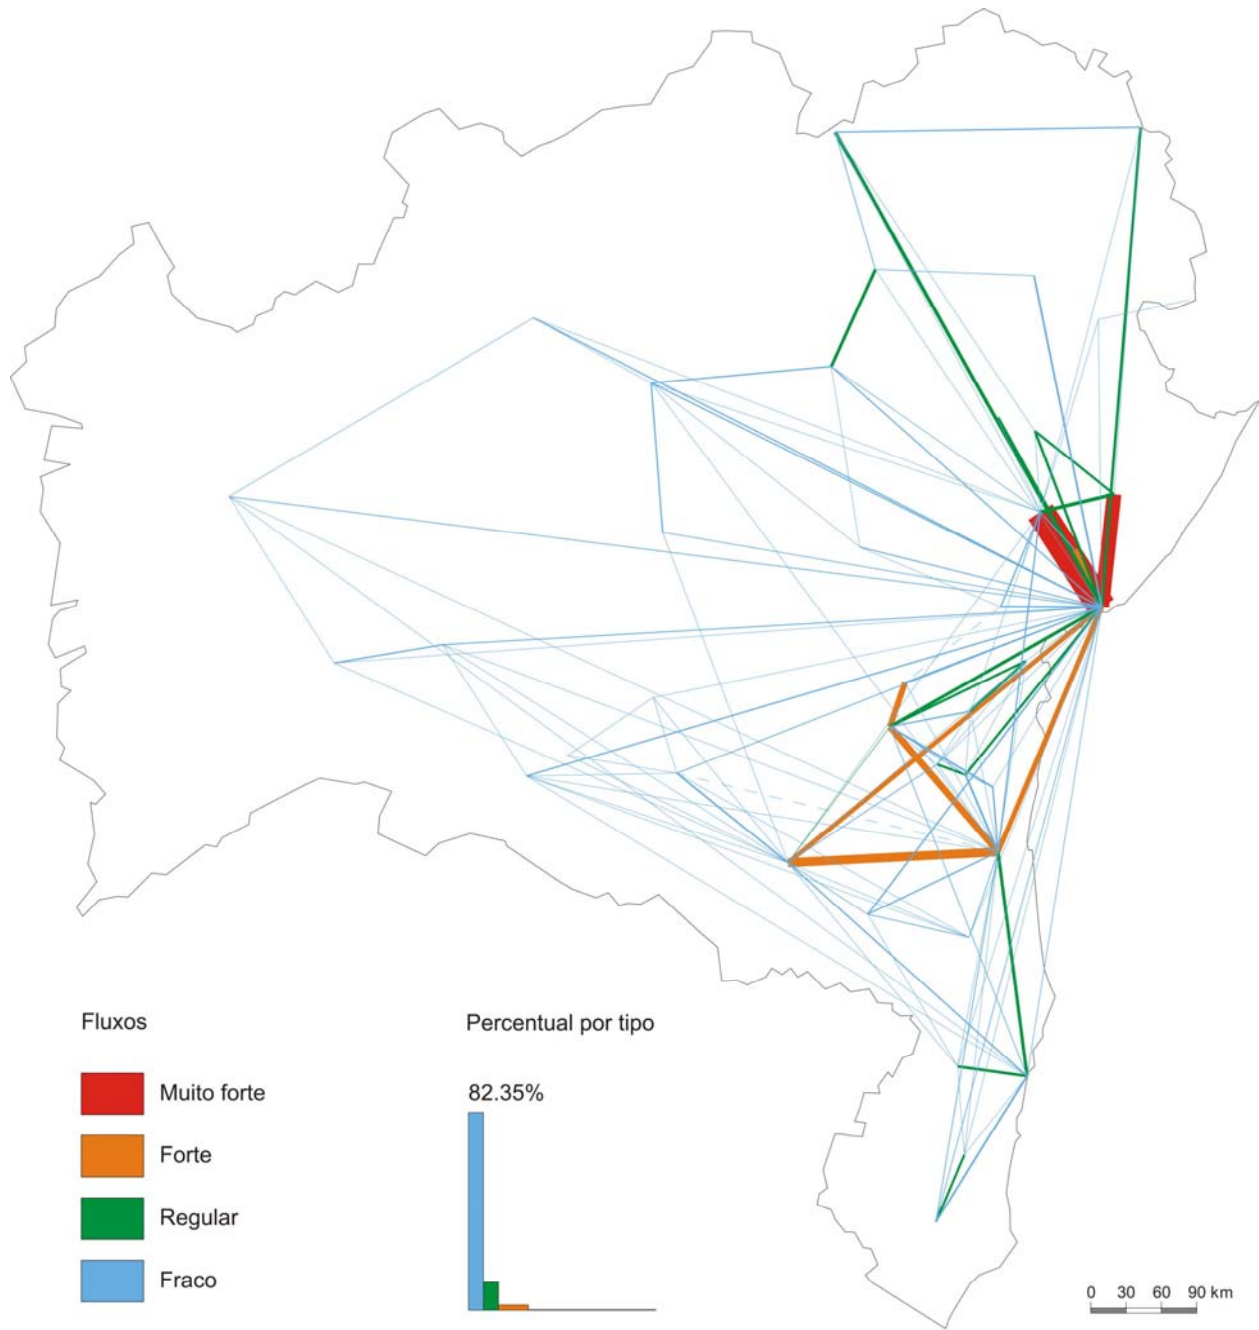 Fluxos
Muito forte
Forte
Regular
Fraco
Percentual por tipo
82.35%
0 30 60 90 km